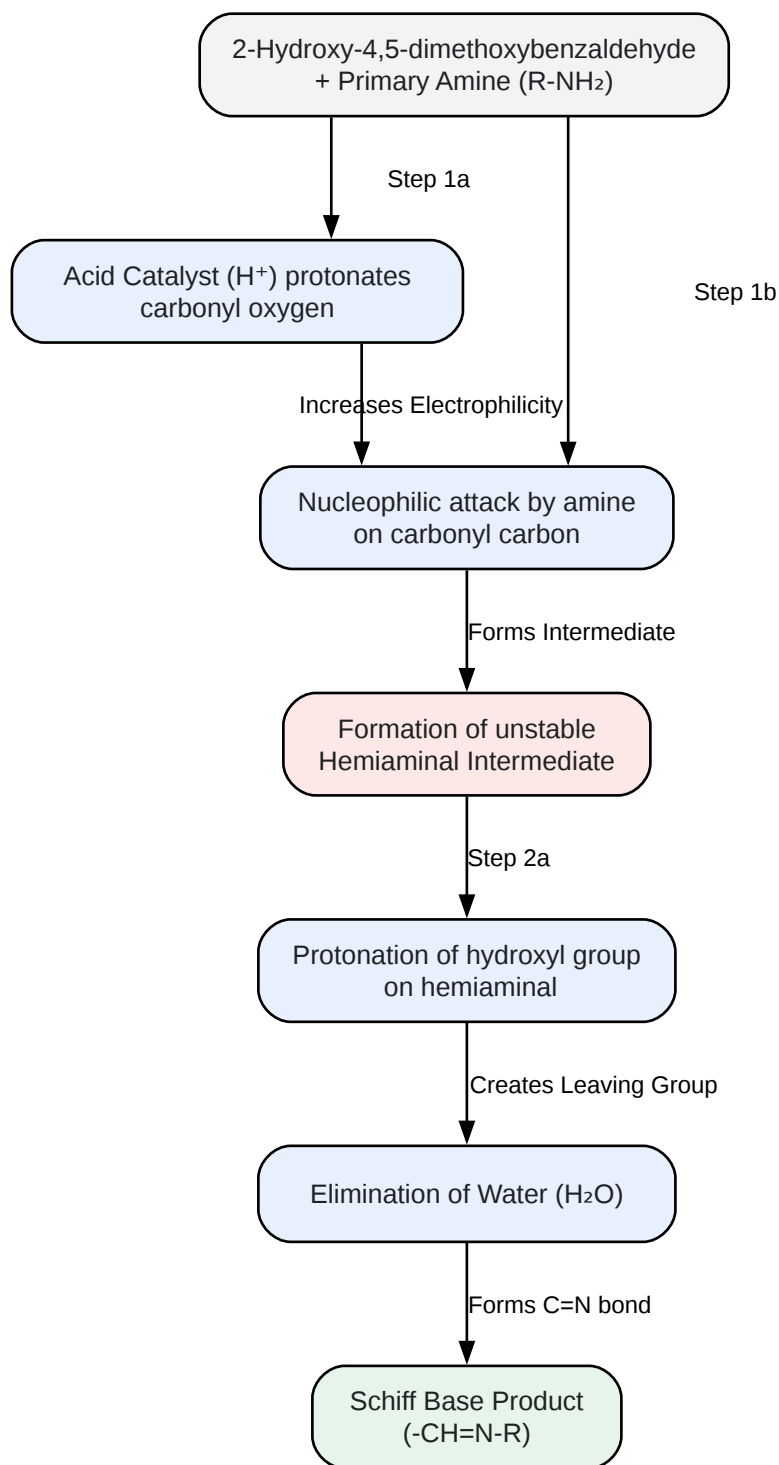 2-Hydroxy-4,5-dimethoxybenzaldehyde
+ Primary Amine (R-NH₂)
Step 1a
Acid Catalyst (H⁺) protonates
carbonyl oxygen
Step 1b
Increases Electrophilicity
Nucleophilic attack by amine
on carbonyl carbon
Forms Intermediate
Formation of unstable
Hemiaminal Intermediate
Step 2a
Protonation of hydroxyl group
on hemiaminal
Creates Leaving Group
Elimination of Water (H₂O)
Forms C=N bond
Schiff Base Product
(-CH=N-R)